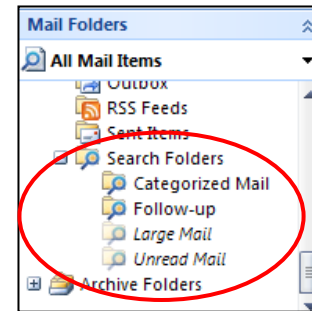 Mail Folders
All Mail Items
Outbox
RSS Feeds
Sent Items
Search Folders
Categorized Mail
Follow-up
Large Mail
Unread Mail
Archive Folders